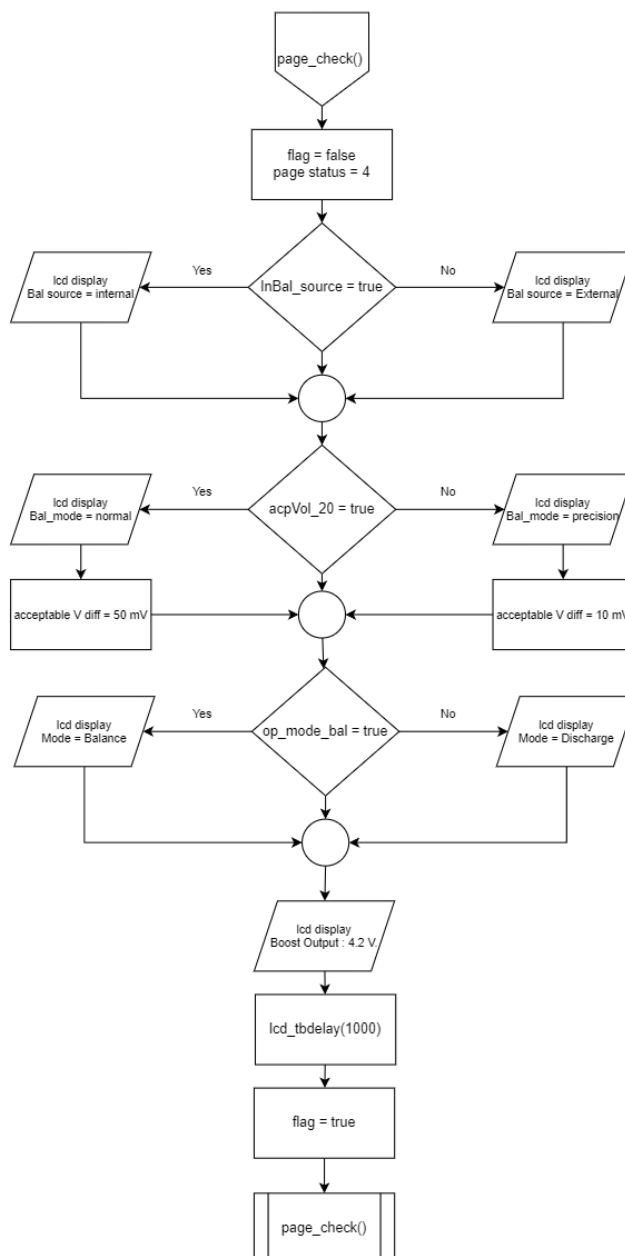 page_check()
flag = false
page status = 4
Yes
InBal_source = true
No
lcd display
Bal source = internal
lcd display
Bal source = External
Yes
acpVol_20 = true
No
lcd display
Bal_mode = normal
lcd display
Bal_mode = precision
acceptable V diff = 50 mV
acceptable V diff = 10 mV
Yes
op_mode_bal = true
No
lcd display
Mode = Balance
lcd display
Mode = Discharge
lcd display
Boost Output : 4.2 V.
lcd_tbdelay(1000)
flag = true
page_check()